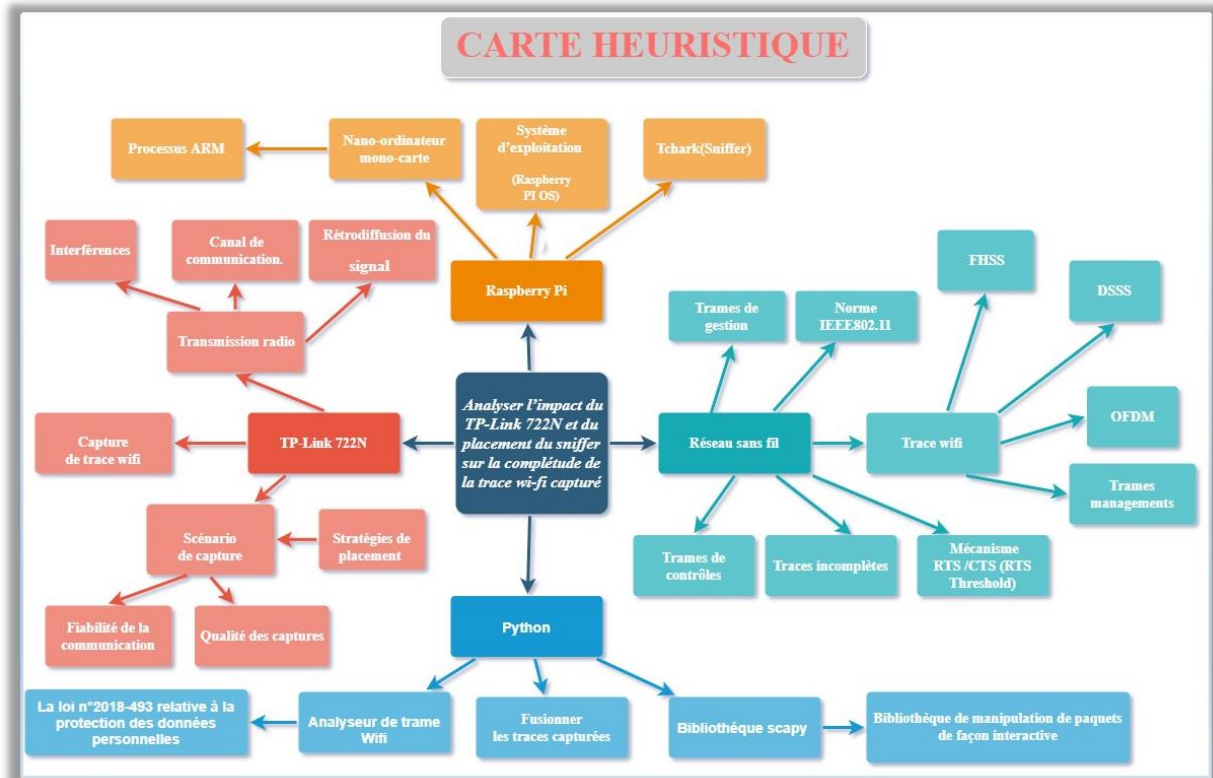 CARTE HEURISTIQUE
Processus ARM
Nano-ordinateur
mono-carte
Système
d'exploitation
(Raspberry
PI OS)
Tchark(Sniffer)
Interférences
Canal de
communication.
Rétrodiffusion du
signal
Raspberry Pi
Transmission radio
Trames de
gestion
Norme
IEEE802.11
FHSS
DSSS
Analyser l'impact du
TP-Link 722N et du
placement du sniffer
sur la complétude de
la trace wi-fi capturé
Capture
de trace wifi
TP-Link 722N
Réseau sans fil
Trace wifi
OFDM
Trames
managements
Scénario
de capture
Stratégies de
placement
Trames de
contrôles
Traces incomplètes
Mécanisme
RTS /CTS (RTS
Threshold)
Fiabilité de la
communication
Qualité des captures
Python
La loi n°2018-493 relative à la
protection des données
personnelles
Analyseur de trame
Wifi
Fusionner
les traces capturées
Bibliothéque scapy
Bibliothèque de manipulation de paquets
de façon interactive